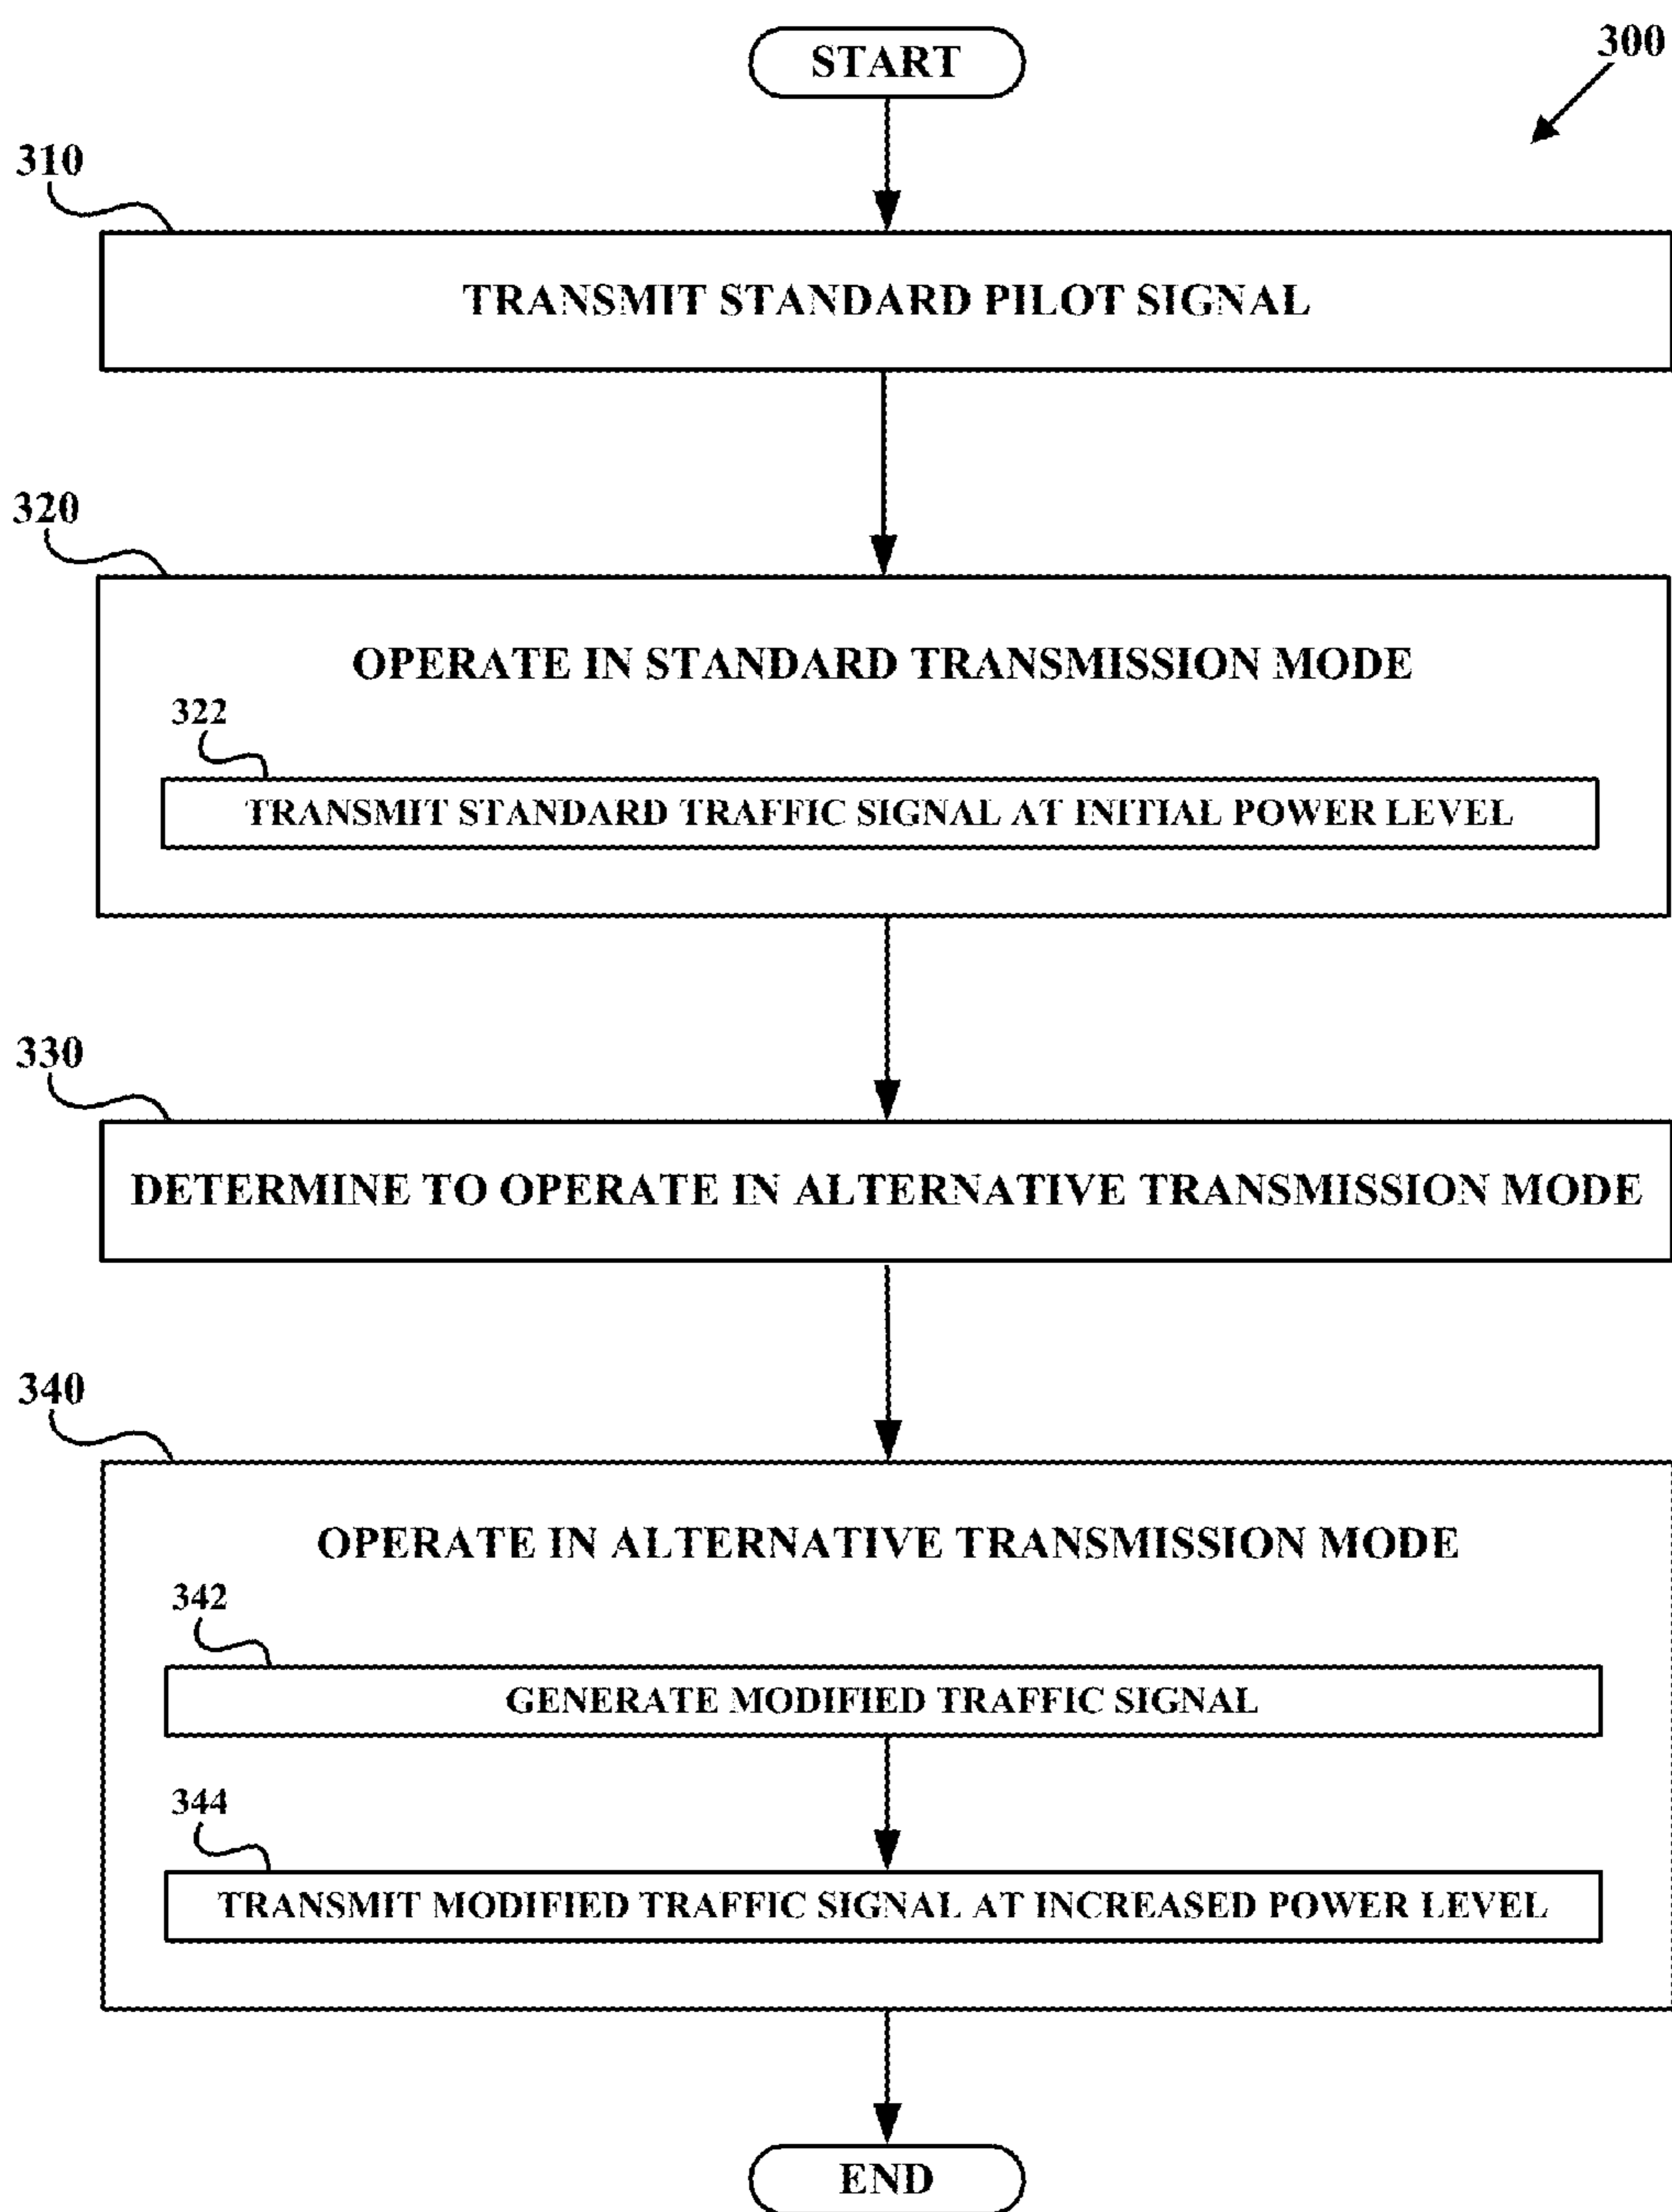 START
300
310
TRANSMIT STANDARD PILOT SIGNAL
320
OPERATE IN STANDARD TRANSMISSION MODE
322
TRANSMIT STANDARD TRAFFIC SIGNAL AT INITIAL POWER LEVEL
330
DETERMINE TO OPERATE IN ALTERNATIVE TRANSMISSION MODE
340
OPERATE IN ALTERNATIVE TRANSMISSION MODE
342
GENERATE MODIFIED TRAFFIC SIGNAL
344
TRANSMIT MODIFIED TRAFFIC SIGNAL AT INCREASED POWER LEVEL
END